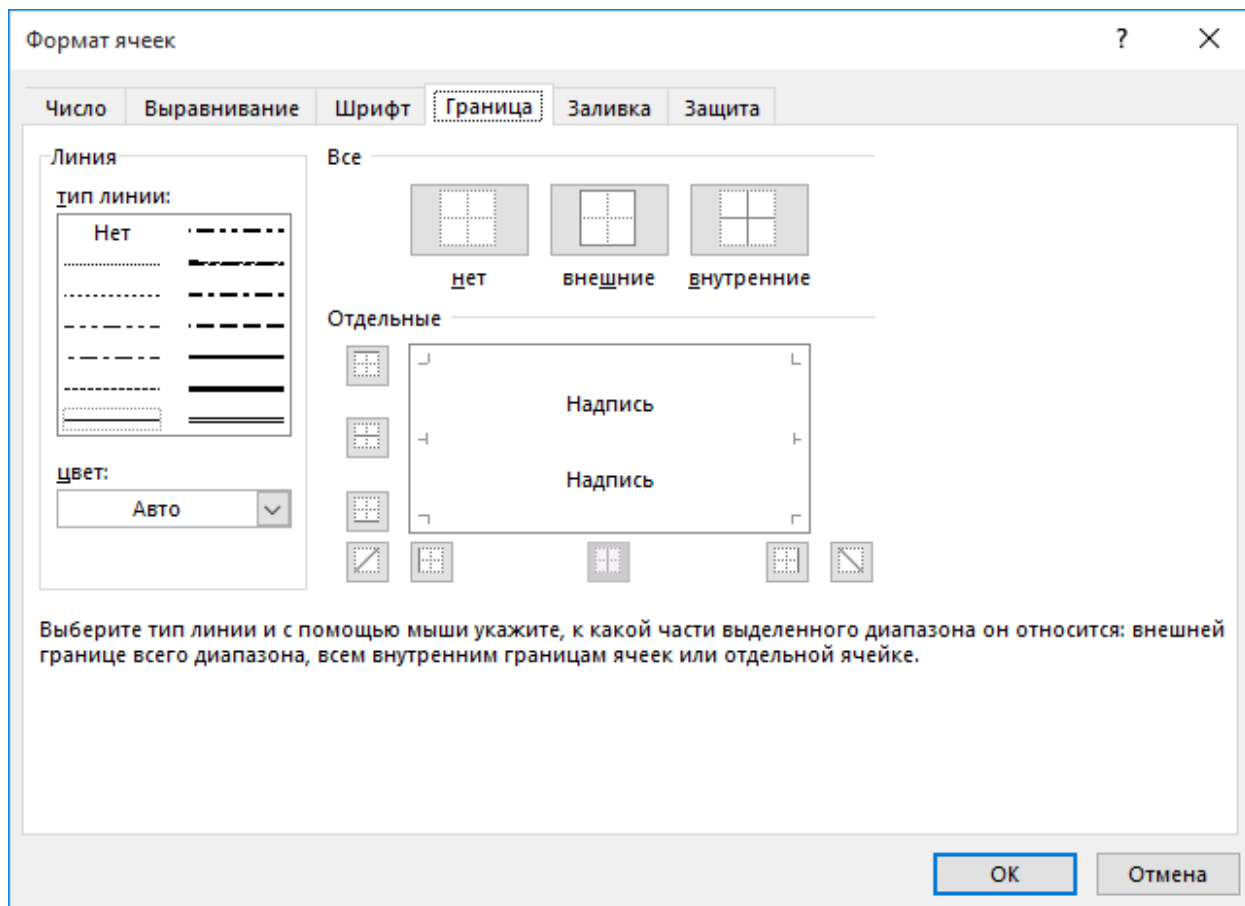 Формат ячеек
?
Число Выравнивание Шрифт Граница Заливка Защита
Линия
тип линии:
Нет
цвет:
Авто
Все
нет внешние внутренние
Отдельные
Надпись
Надпись
Выберите тип линии и с помощью мыши укажите, к какой части выделенного диапазона он относится: внешней
границе всего диапазона, всем внутренним границам ячеек или отдельной ячейке.
ОК Отмена